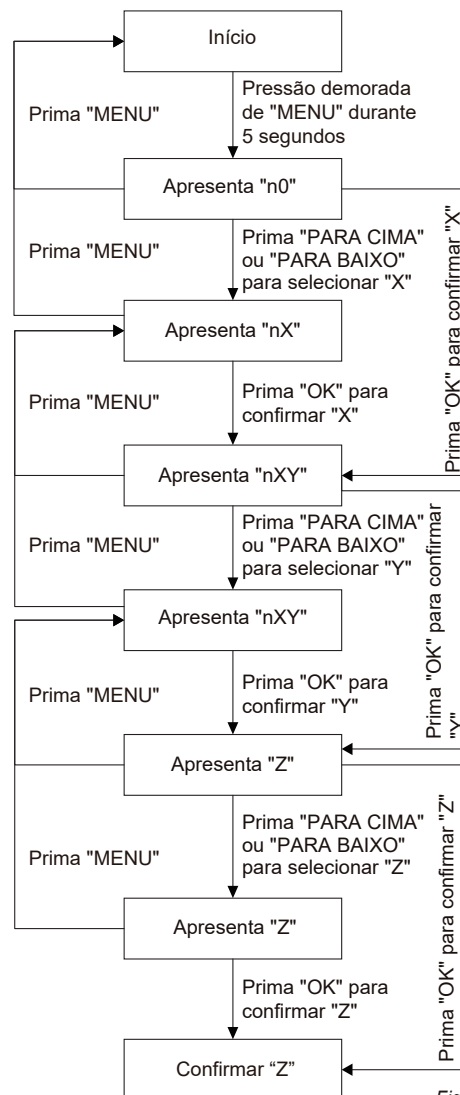 Início
Prima "MENU"
Pressão demorada
de "MENU" durante
5 segundos
Apresenta "n0"
Prima "MENU"
Prima "PARA CIMA"
ou "PARA BAIXO"
para selecionar "X"
Prima "OK" para confirmar "X"
Apresenta "nX"
Prima "MENU"
Prima "OK" para
confirmar "X"
Apresenta "nXY"
Prima "MENU"
Prima "PARA CIMA"
ou "PARA BAIXO"
para selecionar "Y"
Prima "OK" para confirmar
"Y"
Apresenta "nXY"
Prima "MENU"
Prima "OK" para
confirmar "Y"
Apresenta "Z"
Prima "MENU"
Prima "PARA CIMA"
ou "PARA BAIXO"
para selecionar "Z"
Prima "OK" para confirmar "Z"
Apresenta "Z"
Prima "OK" para
confirmar "Z"
Confirmar “Z”